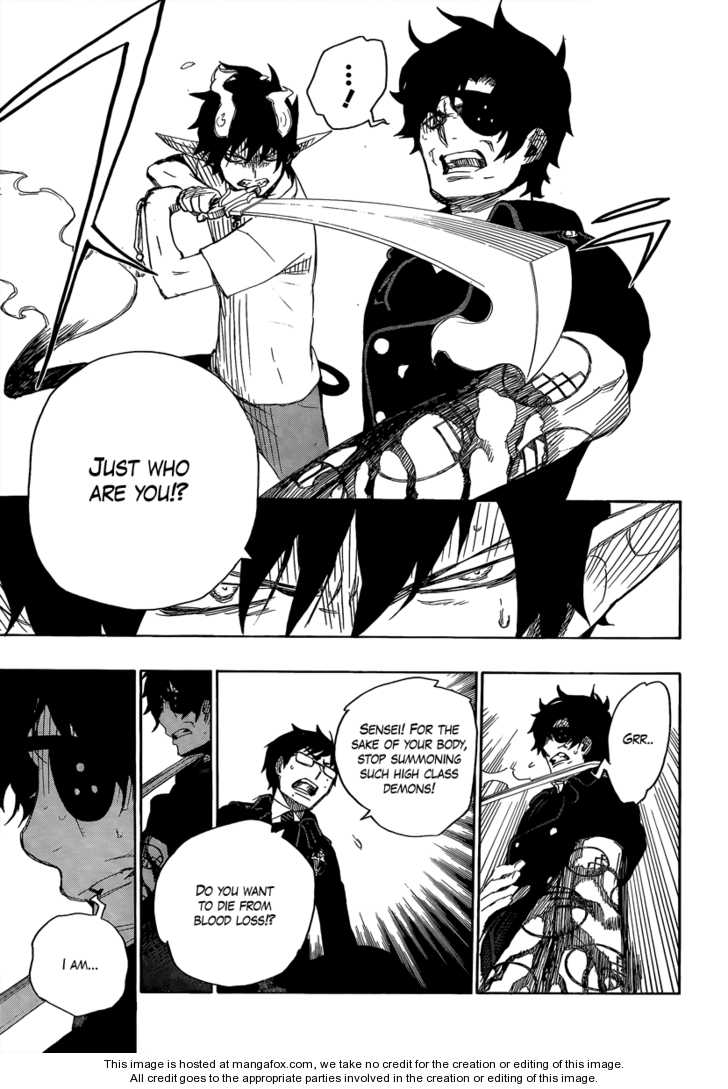 ...!
JUST WHO
ARE YOU!?
GRR..
SENSEI! FOR THE
SAKE OF YOUR BODY,
STOP SUMMONING
SUCH HIGH CLASS
DEMONS!
DO YOU WANT
TO DIE FROM
BLOOD LOSS!?
I AM...
This image is hosted at mangafox.com, we take no credit for the creation or editing of this image.
All credit goes to the appropriate parties involved in the creation or editing of this image.